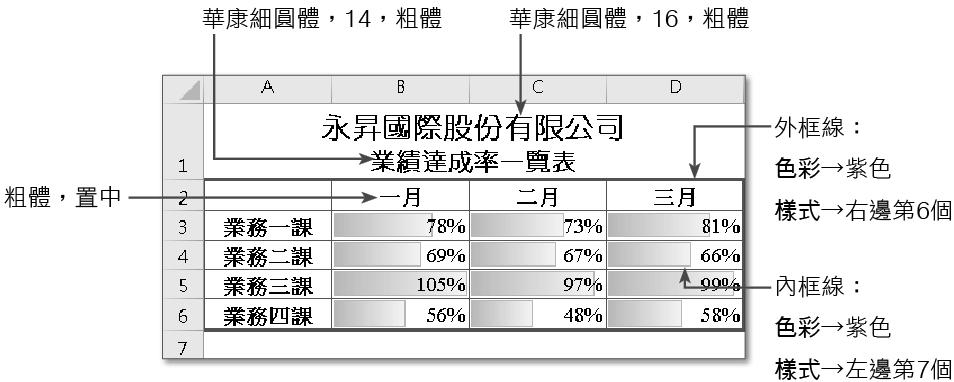 華康細圓體，14，粗體
華康細圓體，16，粗體
A B C D
1 永昇國際股份有限公司
業績達成率一覽表
2 一月 二月 三月
3 業務一課 78% 73% 81%
4 業務二課 69% 67% 66%
5 業務三課 105% 97% 99%
6 業務四課 56% 48% 58%
7
粗體，置中
外框線：
色彩→紫色
樣式→右邊第6個
內框線：
色彩→紫色
樣式→左邊第7個